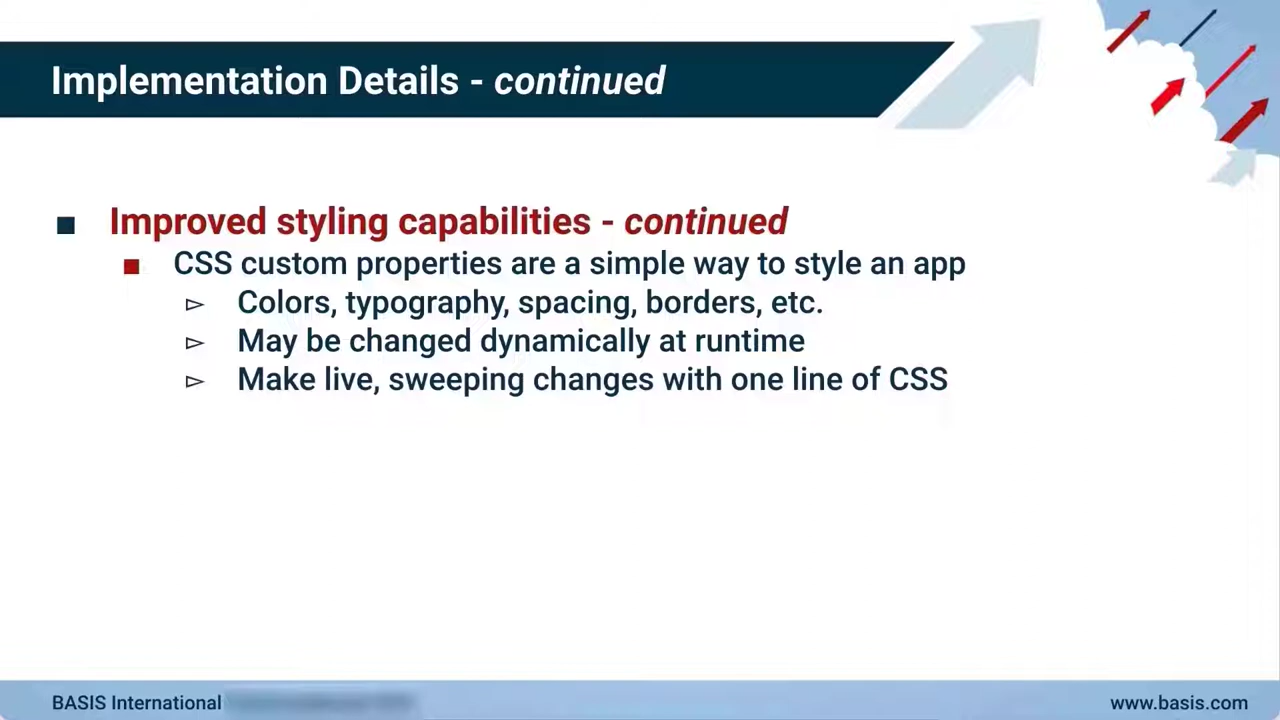 Implementation Details - continued
Improved styling capabilities - continued
CSS custom properties are a simple way to style an app
Colors, typography, spacing, borders, etc.
May be changed dynamically at runtime
Make live, sweeping changes with one line of CSS
BASIS International
www.basis.com